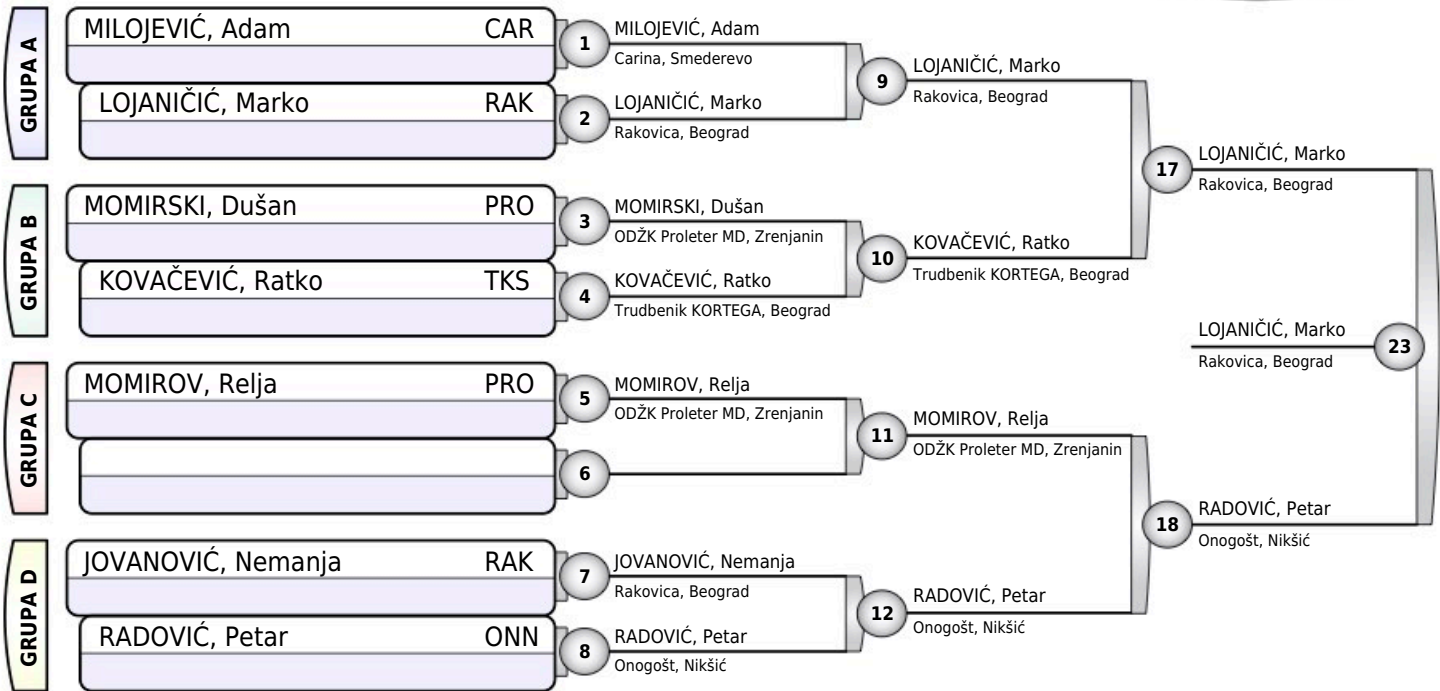 GRUPA A
MILOJEVIĆ, Adam CAR
LOJANIČIĆ, Marko RAK
GRUPA B
MOMIRSKI, Dušan PRO
KOVAČEVIĆ, Ratko TKS
GRUPA C
MOMIROV, Relja PRO
GRUPA D
JOVANOVIĆ, Nemanja RAK
RADOVIĆ, Petar ONN
1
MILOJEVIĆ, Adam
Carina, Smederevo
2
LOJANIČIĆ, Marko
Rakovica, Beograd
3
MOMIRSKI, Dušan
ODŽK Proleter MD, Zrenjanin
4
KOVAČEVIĆ, Ratko
Trudbenik KORTEGA, Beograd
5
MOMIROV, Relja
ODŽK Proleter MD, Zrenjanin
6
7
JOVANOVIĆ, Nemanja
Rakovica, Beograd
8
RADOVIĆ, Petar
Onogošt, Nikšić
9
LOJANIČIĆ, Marko
Rakovica, Beograd
10
KOVAČEVIĆ, Ratko
Trudbenik KORTEGA, Beograd
11
MOMIROV, Relja
ODŽK Proleter MD, Zrenjanin
12
RADOVIĆ, Petar
Onogošt, Nikšić
17
LOJANIČIĆ, Marko
Rakovica, Beograd
18
RADOVIĆ, Petar
Onogošt, Nikšić
LOJANIČIĆ, Marko
Rakovica, Beograd
23